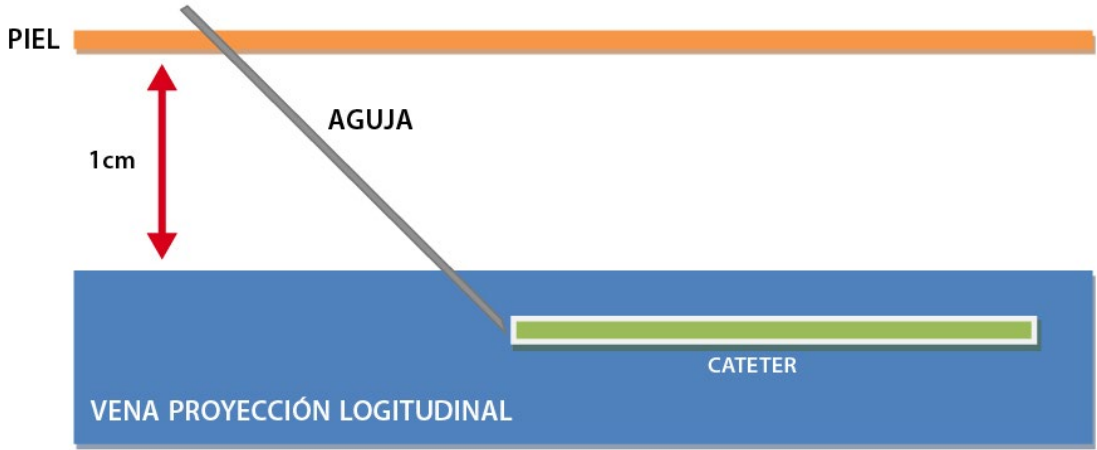 PIEL
AGUJA
1cm
CATETER
VENA PROYECCIÓN LOGITUDINAL